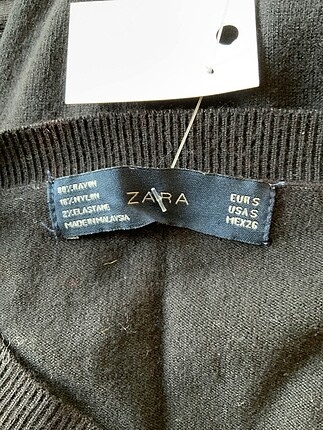 80% RAYON
18% NYLON
2% ELASTANE
MADE IN MALAYSIA
ZARA
EUR S
USA S
MEX 26